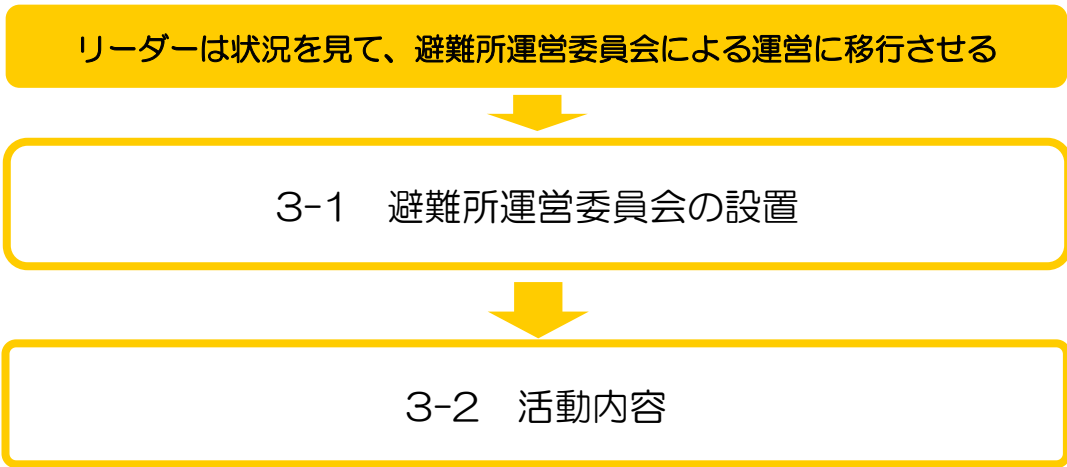 リーダーは状況を見て、避難所運営委員会による運営に移行させる
3-1　避難所運営委員会の設置
3-2　活動内容